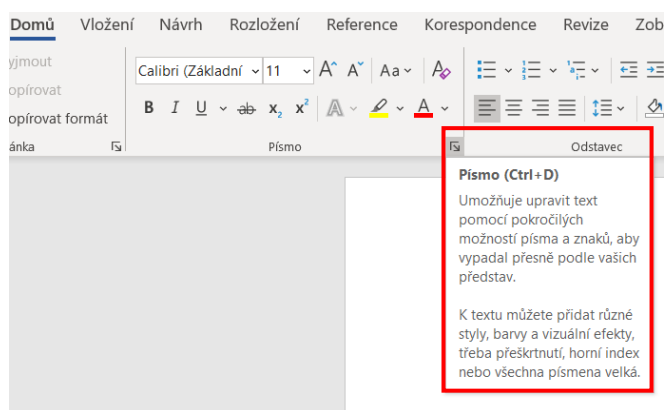 Domů Vložení Návrh Rozložení Reference Korespondence Revize Zob
yjmout
Calibri (Základní 11 A A Aa A
opírovat
B I U ab x₂ x² A A
opírovat formát
ánka Písmo Odstavec
Písmo (Ctrl+D)
Umožňuje upravit text
pomocí pokročilých
možností písma a znaků, aby
vypadal přesně podle vašich
představ.
K textu můžete přidat různé
styly, barvy a vizuální efekty,
třeba přeškrtnutí, horní index
nebo všechna písmena velká.